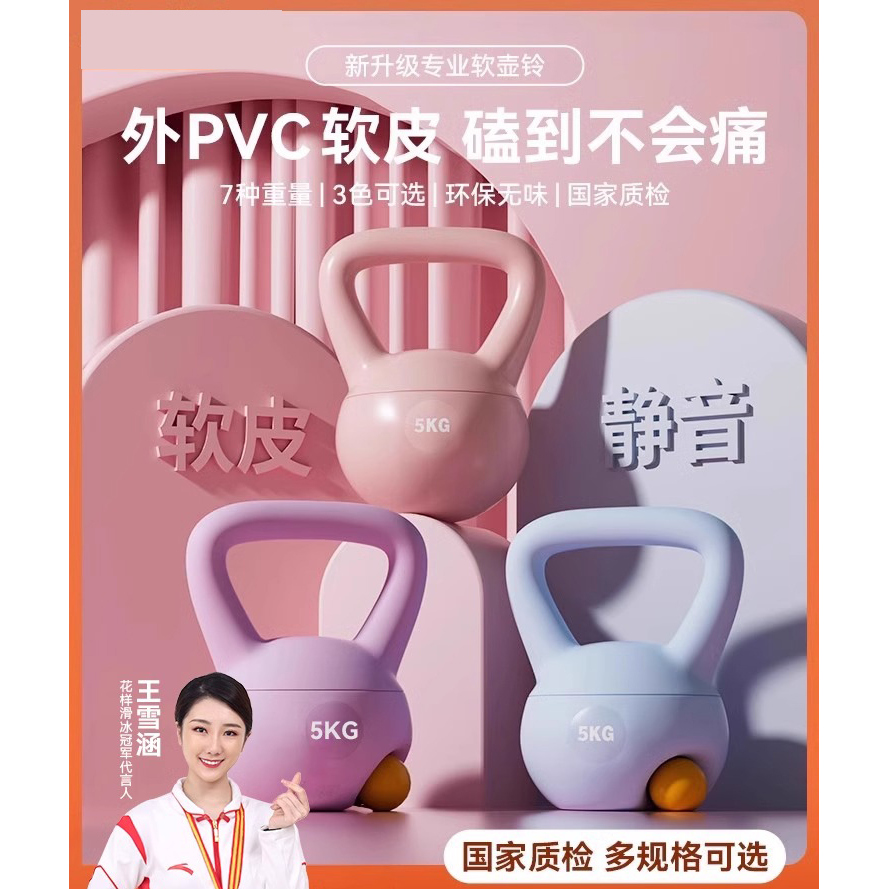 新升级专业软壶铃
外PVC软皮 磕到不会痛
7种重量|3色可选|环保无味|国家质检
软皮
静音
5KG
5KG
5KG
王雪涵
花样滑冰冠军代言人
国家质检 多规格可选